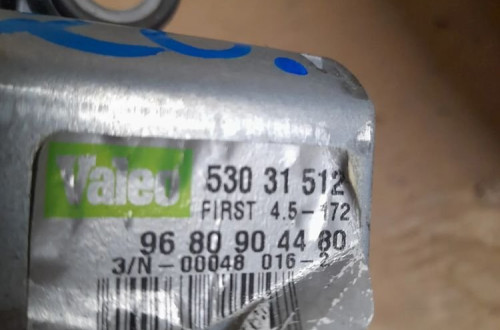 Valeo
530 31 512
FIRST 4.5-172
96 80 90 44 80
3/N-00048 016-2